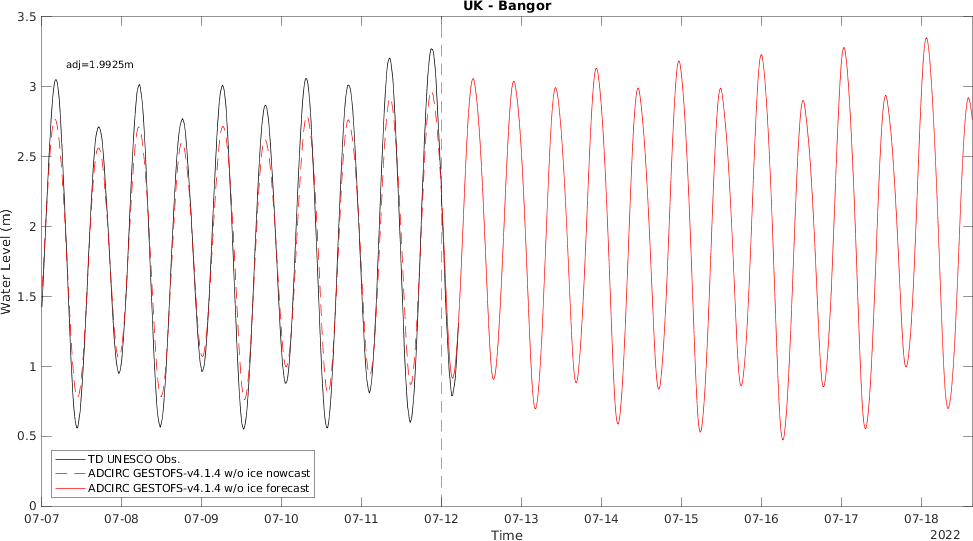 UK - Bangor
adj=1.9925m
3.5
3
2.5
2
1.5
1
0.5
0
Water Level (m)
TD UNESCO Obs.
ADCIRC GESTOFS-v4.1.4 w/o ice nowcast
ADCIRC GESTOFS-v4.1.4 w/o ice forecast
07-07 07-08 07-09 07-10 07-11 07-12 07-13 07-14 07-15 07-16 07-17 07-18
Time
2022